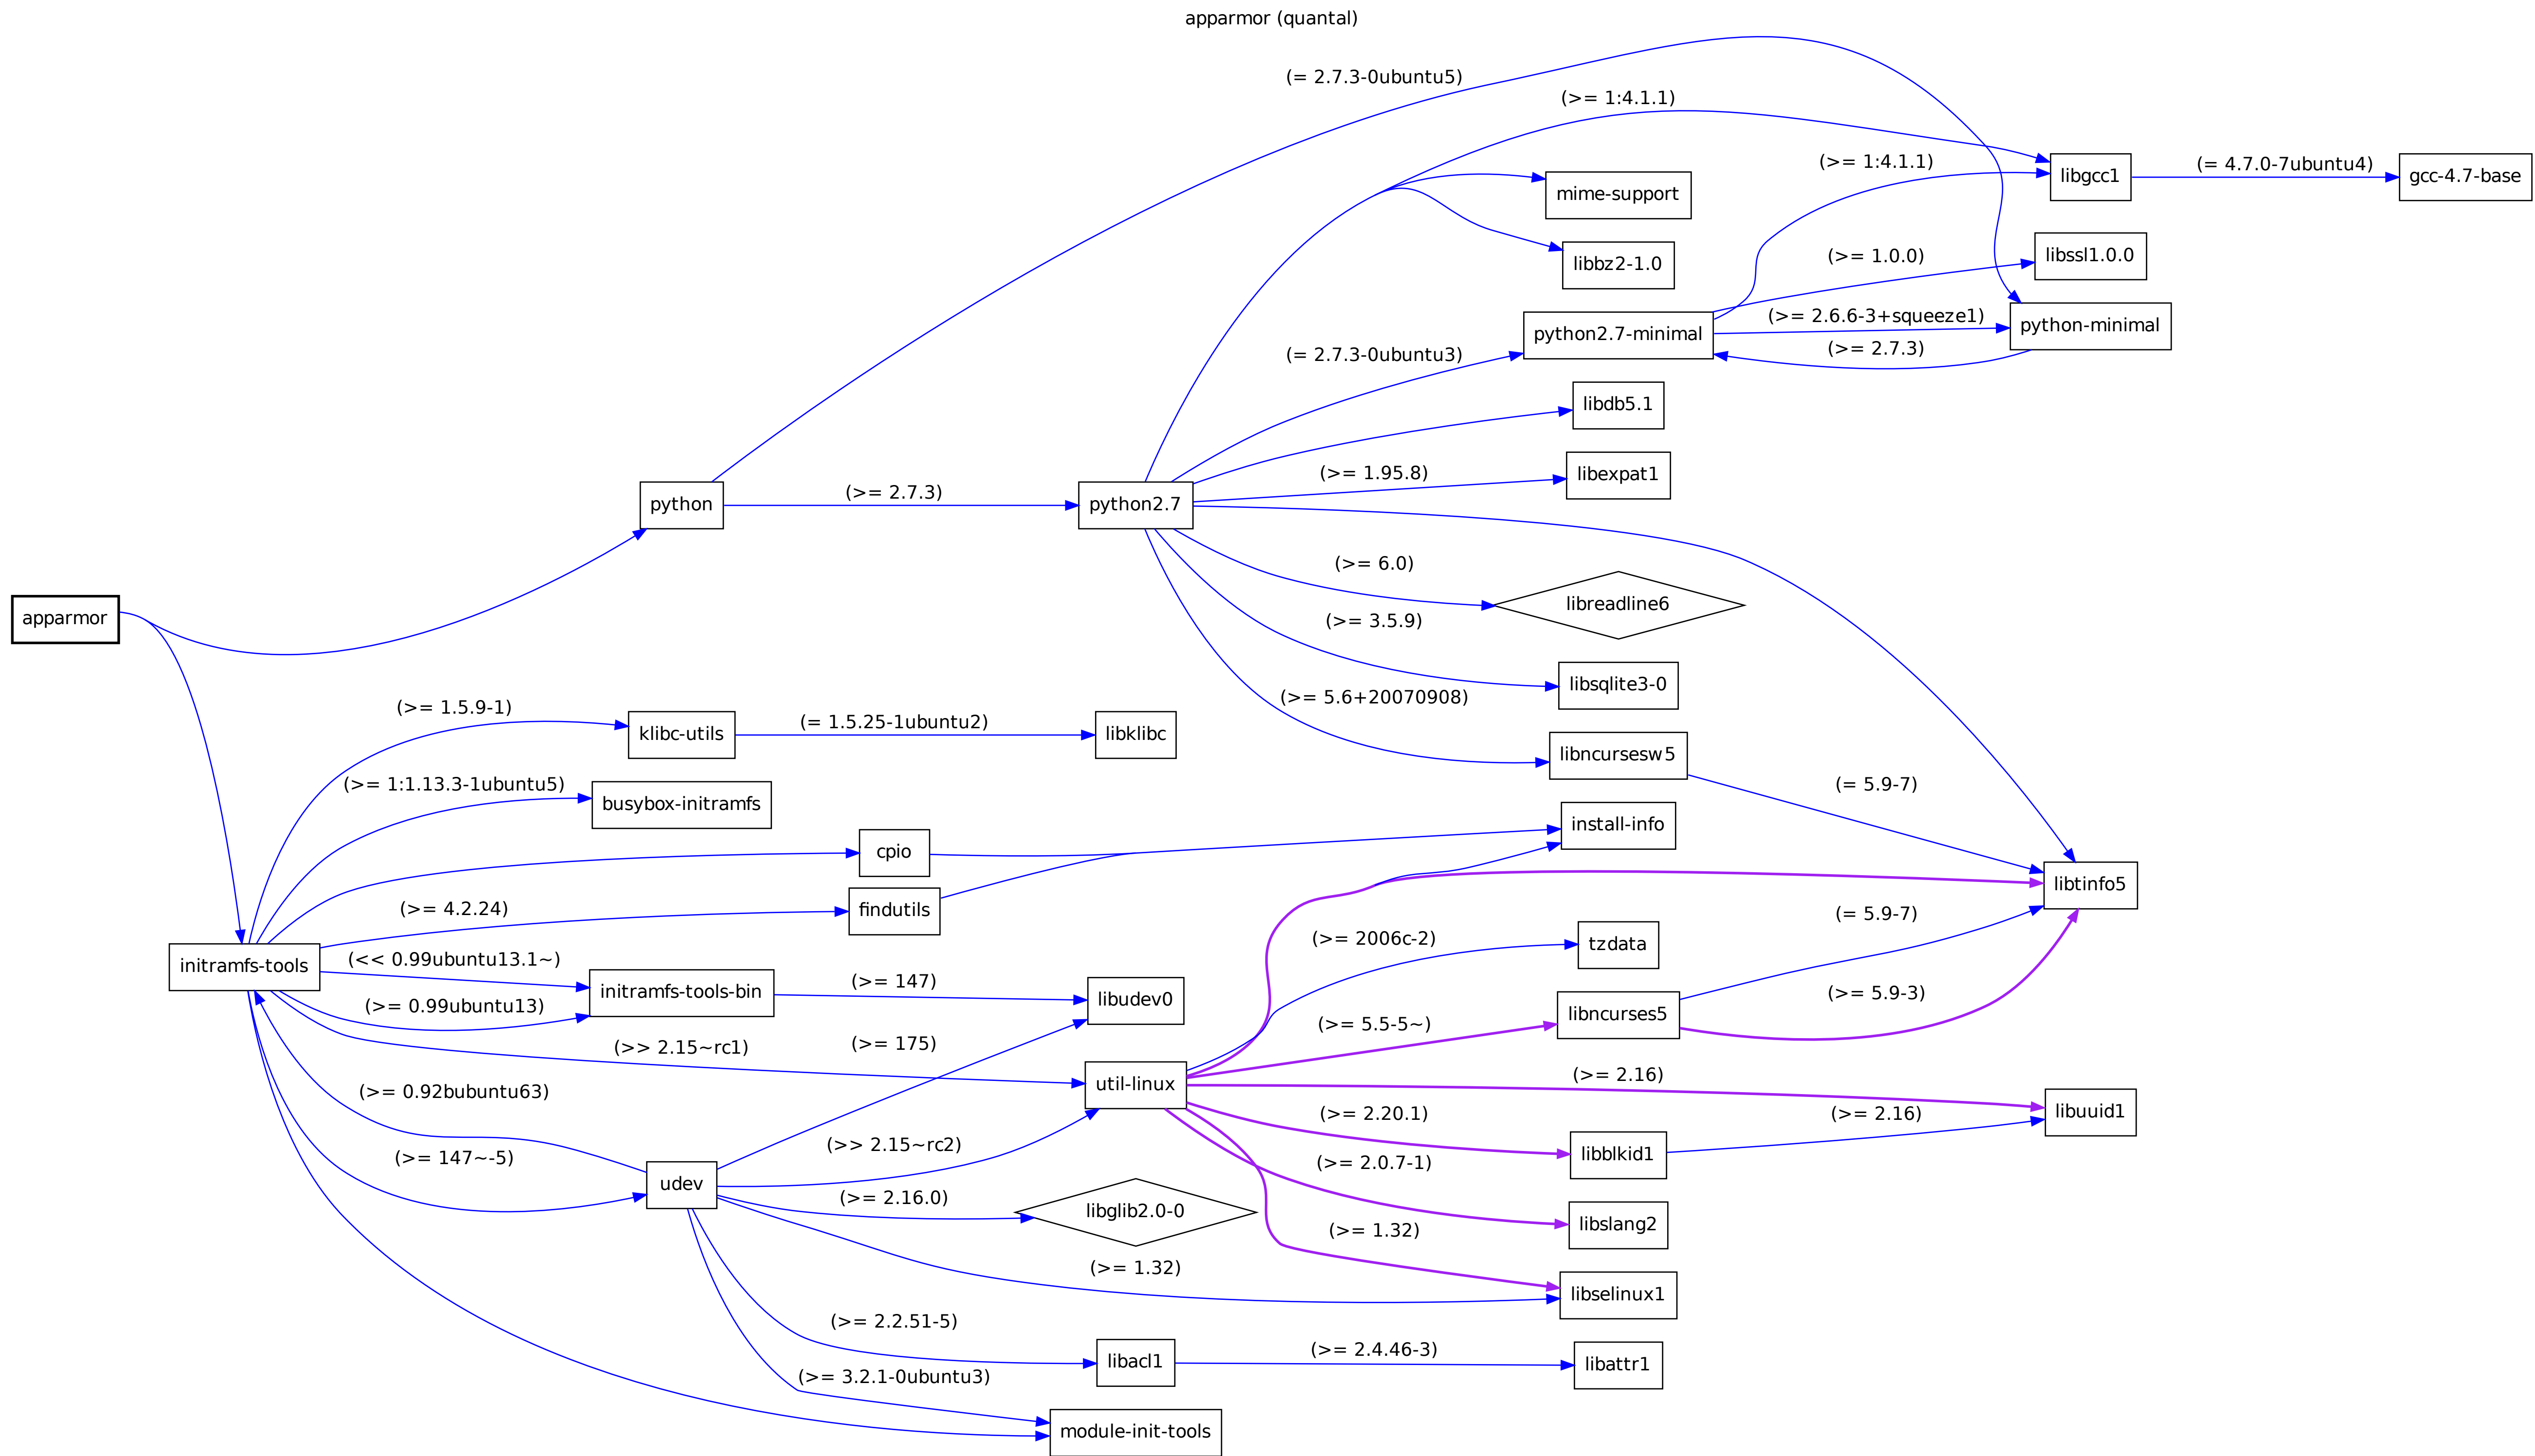 apparmor (quantal)
(= 2.7.3-0ubuntu5)
(>= 1:4.1.1)
(>= 1:4.1.1)
(= 4.7.0-7ubuntu4)
libgcc1
gcc-4.7-base
mime-support
(>= 1.0.0)
libssl1.0.0
libbz2-1.0
(>= 2.6.6-3+squeeze1)
python-minimal
python2.7-minimal
(>= 2.7.3)
(= 2.7.3-0ubuntu3)
libdb5.1
(>= 1.95.8)
libexpat1
(>= 2.7.3)
python
python2.7
(>= 6.0)
libreadline6
apparmor
(>= 3.5.9)
libsqlite3-0
(>= 5.6+20070908)
(>= 1.5.9-1)
klibc-utils
(= 1.5.25-1ubuntu2)
libklibc
libncursesw5
(= 5.9-7)
(>= 1:1.13.3-1ubuntu5)
busybox-initramfs
install-info
cpio
libtinfo5
(>= 4.2.24)
findutils
(= 5.9-7)
(>= 2006c-2)
tzdata
initramfs-tools
(<< 0.99ubuntu13.1~)
initramfs-tools-bin
(>= 147)
libudev0
(>= 5.9-3)
(>= 0.99ubuntu13)
(>= 5.5-5~)
libncurses5
(>> 2.15~rc1)
(>= 175)
(>= 2.16)
util-linux
(>= 0.92bubuntu63)
(>= 2.20.1)
(>= 2.16)
libuuid1
(>> 2.15~rc2)
libblkid1
(>= 147~-5)
(>= 2.0.7-1)
udev
(>= 2.16.0)
libglib2.0-0
libslang2
(>= 1.32)
(>= 1.32)
libselinux1
(>= 2.2.51-5)
libacl1
(>= 2.4.46-3)
libattr1
(>= 3.2.1-0ubuntu3)
module-init-tools